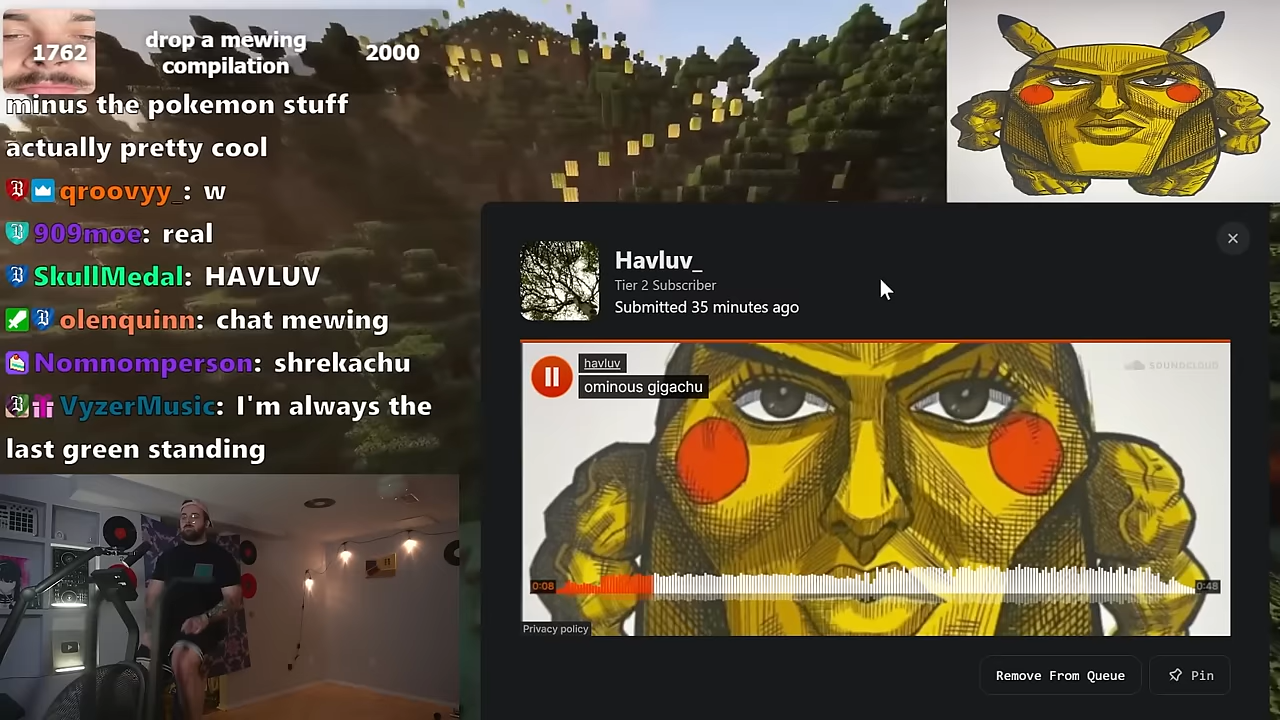 1762
drop a mewing
compilation
2000
minus the pokemon stuff
actually pretty cool
qroovyy_: w
909moe: real
SkullMedal: HAVLUV
olenquinn: chat mewing
Nomnomperson: shrekachu
VyzerMusic: I'm always the
last green standing
Havluv_
Tier 2 Subscriber
Submitted 35 minutes ago
havluv
ominous gigachu
SOUNDCLOUD
0:08
0:48
Privacy policy
Remove From Queue
Pin